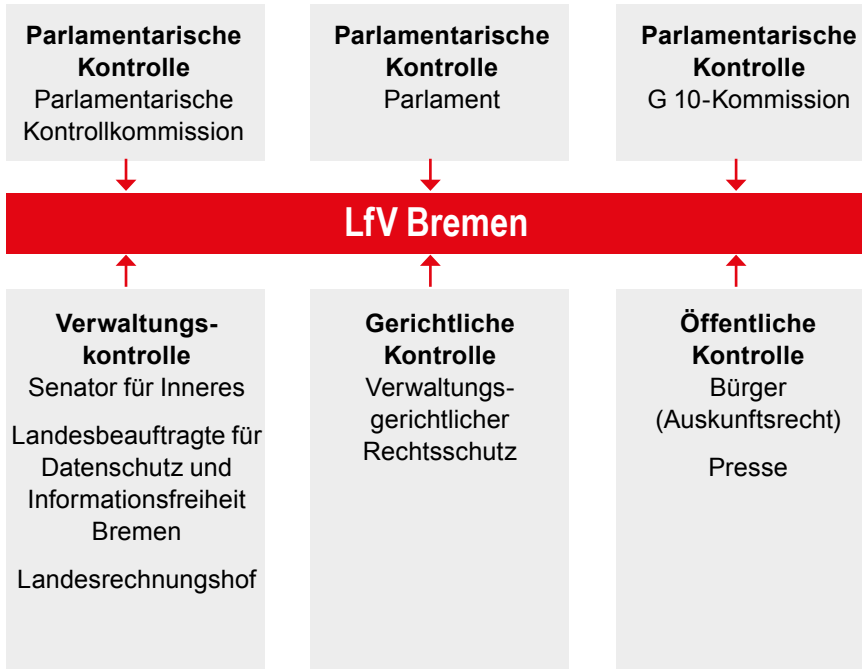 Parlamentarische
Kontrolle
Parlamentarische
Kontrollkommission
Parlamentarische
Kontrolle
Parlament
Parlamentarische
Kontrolle
G 10-Kommission
LfV Bremen
Verwaltungs-
kontrolle
Senator für Inneres
Landesbeauftragte für
Datenschutz und
Informationsfreiheit
Bremen
Landesrechnungshof
Gerichtliche
Kontrolle
Verwaltungs-
gerichtlicher
Rechtsschutz
Öffentliche
Kontrolle
Bürger
(Auskunftsrecht)
Presse